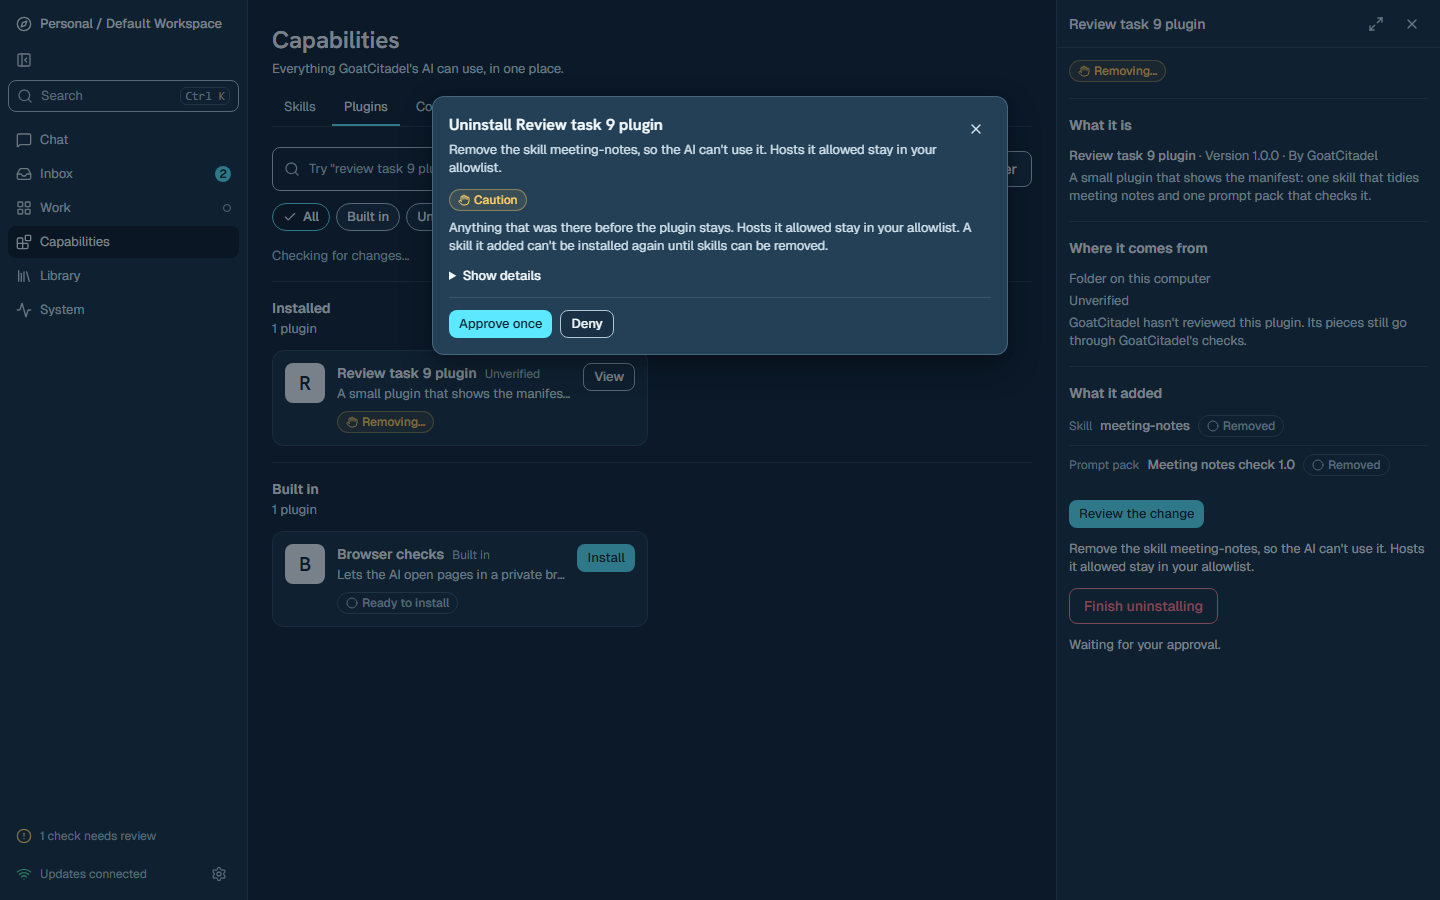 Personal / Default Workspace
Search
Ctrl K
Chat
Inbox
2
Work
Capabilities
Library
System
1 check needs review
Updates connected
Capabilities
Everything GoatCitadel's AI can use, in one place.
Skills
Plugins
Co
Try "review task 9 pl
er
All
Built in
Un
Checking for changes...
Installed
1 plugin
R
Review task 9 plugin
Unverified
A small plugin that shows the manifes...
Removing...
View
Built in
1 plugin
B
Browser checks
Built in
Lets the AI open pages in a private br...
Ready to install
Install
Uninstall Review task 9 plugin
Remove the skill meeting-notes, so the AI can't use it. Hosts it allowed stay in your
allowlist.
Caution
Anything that was there before the plugin stays. Hosts it allowed stay in your allowlist. A
skill it added can't be installed again until skills can be removed.
Show details
Approve once
Deny
Review task 9 plugin
Removing...
What it is
Review task 9 plugin · Version 1.0.0 · By GoatCitadel
A small plugin that shows the manifest: one skill that tidies
meeting notes and one prompt pack that checks it.
Where it comes from
Folder on this computer
Unverified
GoatCitadel hasn't reviewed this plugin. Its pieces still go
through GoatCitadel's checks.
What it added
Skill meeting-notes Removed
Prompt pack Meeting notes check 1.0 Removed
Review the change
Remove the skill meeting-notes, so the AI can't use it. Hosts
it allowed stay in your allowlist.
Finish uninstalling
Waiting for your approval.